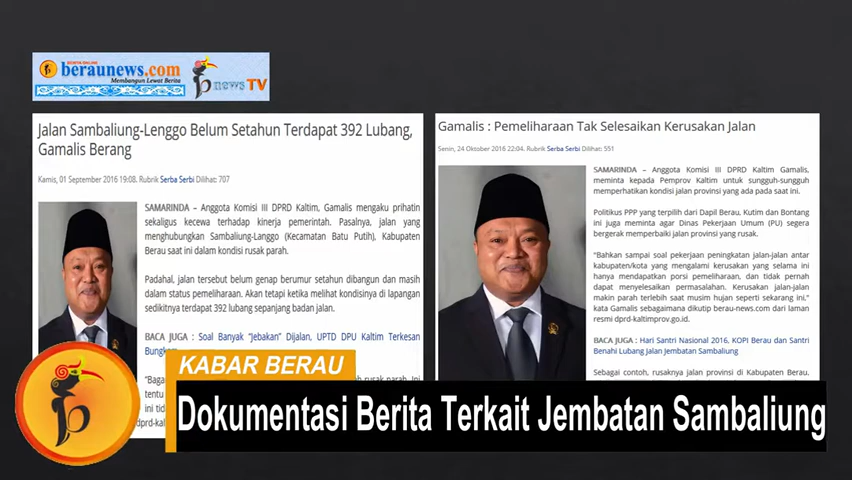 BERITA ONLINE
beraunews.com
Membangun Lewat Berita
news TV
Jalan Sambaliung-Lenggo Belum Setahun Terdapat 392 Lubang,
Gamalis Berang
Kamis, 01 September 2016 19:08. Rubrik Serba Serbi Dilihat: 707
SAMARINDA – Anggota Komisi III DPRD Kaltim, Gamalis mengaku prihatin
sekaligus kecewa terhadap kinerja pemerintah. Pasalnya, jalan yang
menghubungkan Sambaliung-Langgo (Kecamatan Batu Putih), Kabupaten
Berau saat ini dalam kondisi rusak parah.
Padahal, jalan tersebut belum genap berumur setahun dibangun dan masih
dalam status pemeliharaan. Akan tetapi ketika melihat kondisinya di lapangan
sedikitnya terdapat 392 lubang sepanjang badan jalan.
BACA JUGA : Soal Banyak "Jebakan" Dijalan, UPTD DPU Kaltim Terkesan
Gamalis : Pemeliharaan Tak Selesaikan Kerusakan Jalan
Senin, 24 Oktober 2016 22:04. Rubrik Serba Serbi Dilihat: 551
SAMARINDA – Anggota Komisi III DPRD Kaltim Gamalis,
meminta kepada Pemprov Kaltim untuk sungguh-sungguh
memperhatikan kondisi jalan provinsi yang ada pada saat ini.
Politikus PPP yang terpilih dari Dapil Berau, Kutim dan Bontang
ini juga meminta agar Dinas Pekerjaan Umum (PU) segera
bergerak memperbaiki jalan provinsi yang rusak.
"Bahkan sampai soal pekerjaan peningkatan jalan-jalan antar
kabupaten/kota yang mengalami kerusakan yang selama ini
hanya mendapatkan porsi pemeliharaan, dan tidak pernah
dapat menyelesaikan permasalahan. Kerusakan jalan-jalan
makin parah terlebih saat musim hujan seperti sekarang ini,"
kata Gamalis sebagaimana dikutip berau-news.com dari laman
resmi dprd-kaltimprov.go.id.
BACA JUGA : Hari Santri Nasional 2016, KOPI Berau dan Santri
Benahi Lubang Jalan Jembatan Sambaliung
Sebagai contoh, rusaknya jalan provinsi di Kabupaten Berau.
KABAR BERAU
Dokumentasi Berita Terkait Jembatan Sambaliung